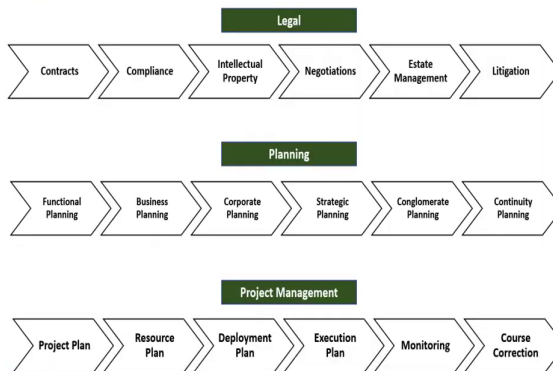 Legal
Contracts
Compliance
Intellectual
Property
Negotiations
Estate
Management
Litigation
Planning
Functional
Planning
Business
Planning
Corporate
Planning
Strategic
Planning
Conglomerate
Planning
Continuity
Planning
Project Management
Project Plan
Resource
Plan
Deployment
Plan
Execution
Plan
Monitoring
Course
Correction